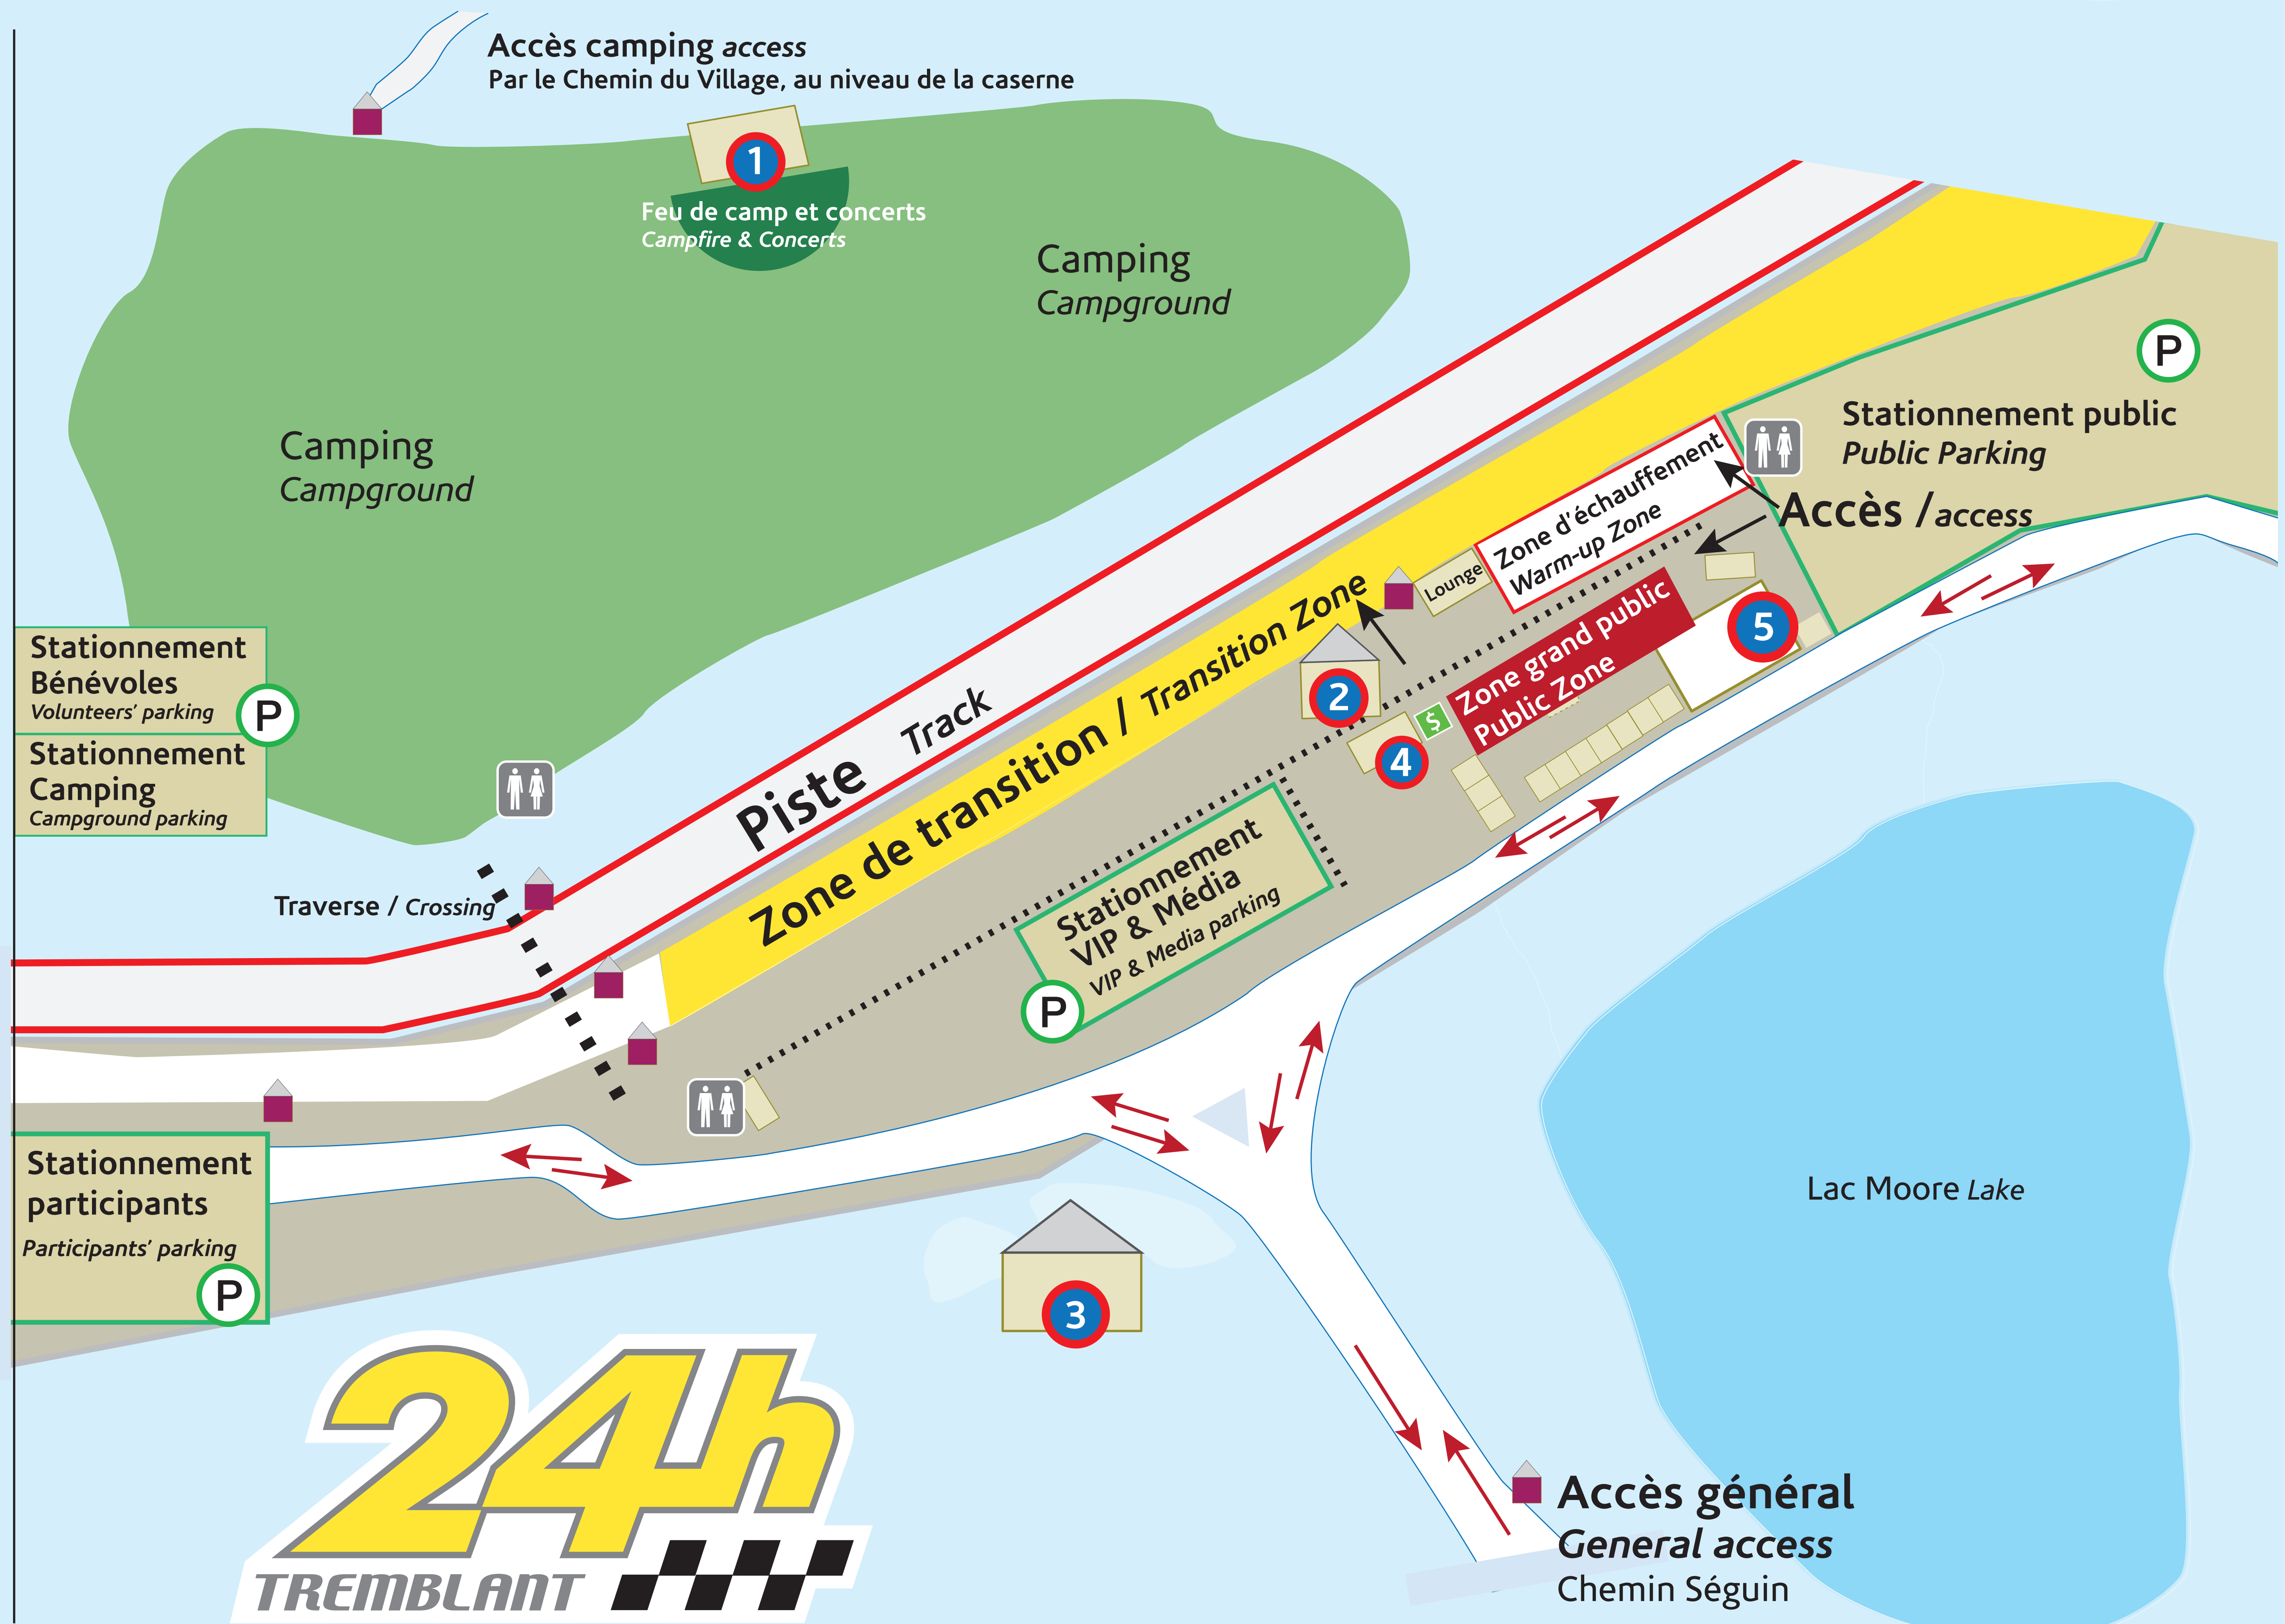 Accès camping access
Par le Chemin du Village, au niveau de la caserne
1
Feu de camp et concerts
Campfire & Concerts
Camping
Campground
Camping
Campground
P
Stationnement public
Public Parking
Accès / access
Zone d'échauffement
Warm-up Zone
Lounge
Zone grand public
Public Zone
5
2
$
4
Stationnement
Bénévoles
Volunteers' parking
P
Stationnement
Camping
Campground parking
Piste Track
Zone de transition / Transition Zone
Stationnement
VIP & Média
VIP & Media parking
P
Traverse / Crossing
Stationnement
participants
Participants' parking
P
3
Lac Moore Lake
24h
TREMBLANT
Accès général
General access
Chemin Séguin